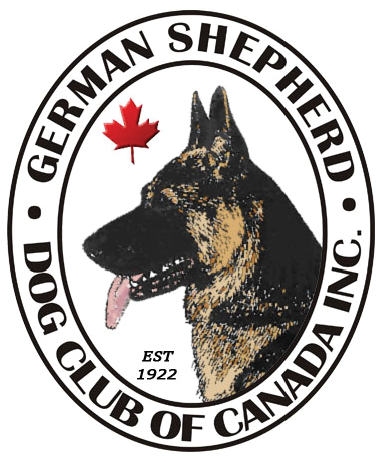 GERMAN SHEPHERD
DOG CLUB OF CANADA INC.
EST
1922